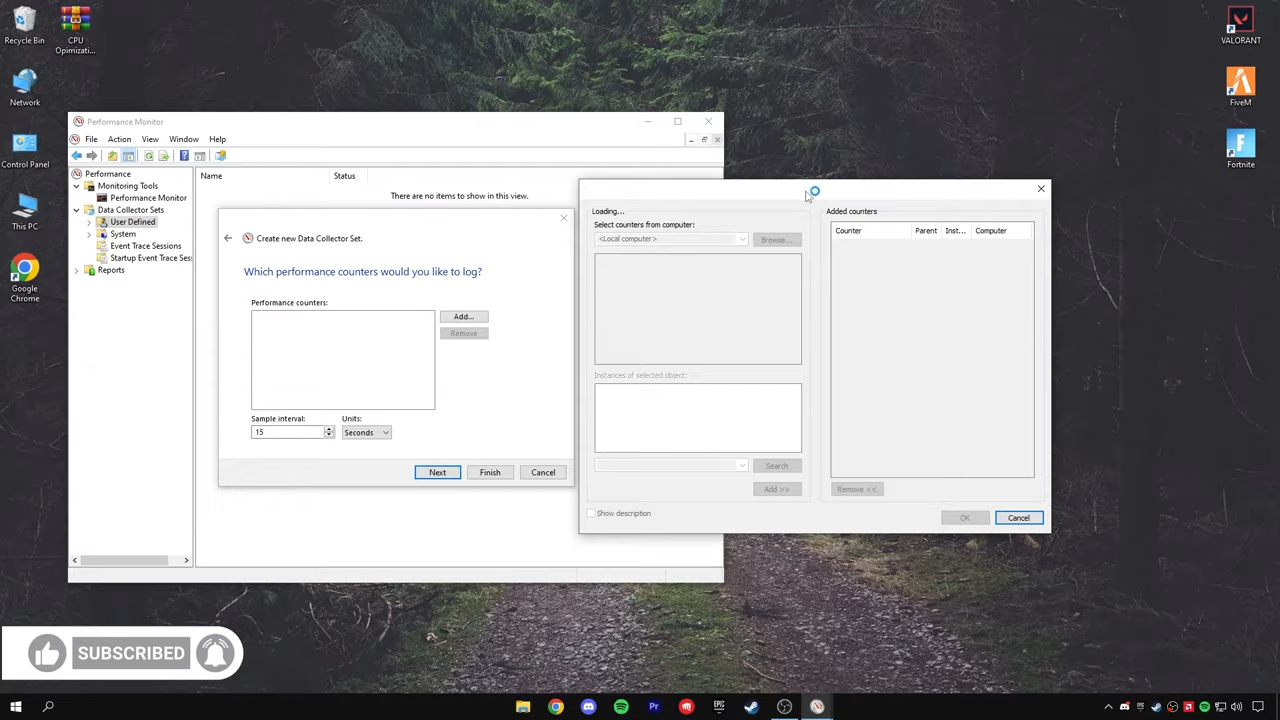 Recycle Bin
CPU
Opimizati...
Network
Control Panel
This PC
Google
Chrome
VALORANT
FiveM
Fortnite
Performance Monitor
File Action View Window Help
Performance
Monitoring Tools
Performance Monitor
Data Collector Sets
User Defined
System
Event Trace Sessions
Startup Event Trace Ses
Reports
Name Status
There are no items to show in this view.
Create new Data Collector Set.
Which performance counters would you like to log?
Performance counters:
Add...
Remove
Sample interval: Units:
15 Seconds
Next Finish Cancel
Loading...
Select counters from computer:
<Local computer> Browse...
Instances of selected object:
Search
Add >>
Show description
Added counters
Counter Parent Inst... Computer
Remove <<
OK Cancel
SUBSCRIBED
Pr
EPIC